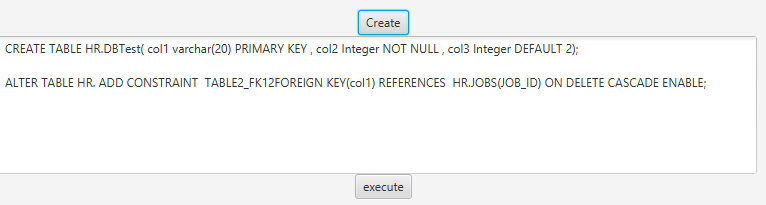 Create
CREATE TABLE HR.DBTest( col1 varchar(20) PRIMARY KEY , col2 Integer NOT NULL , col3 Integer DEFAULT 2);
ALTER TABLE HR. ADD CONSTRAINT  TABLE2_FK12FOREIGN KEY(col1) REFERENCES  HR.JOBS(JOB_ID) ON DELETE CASCADE ENABLE;
execute